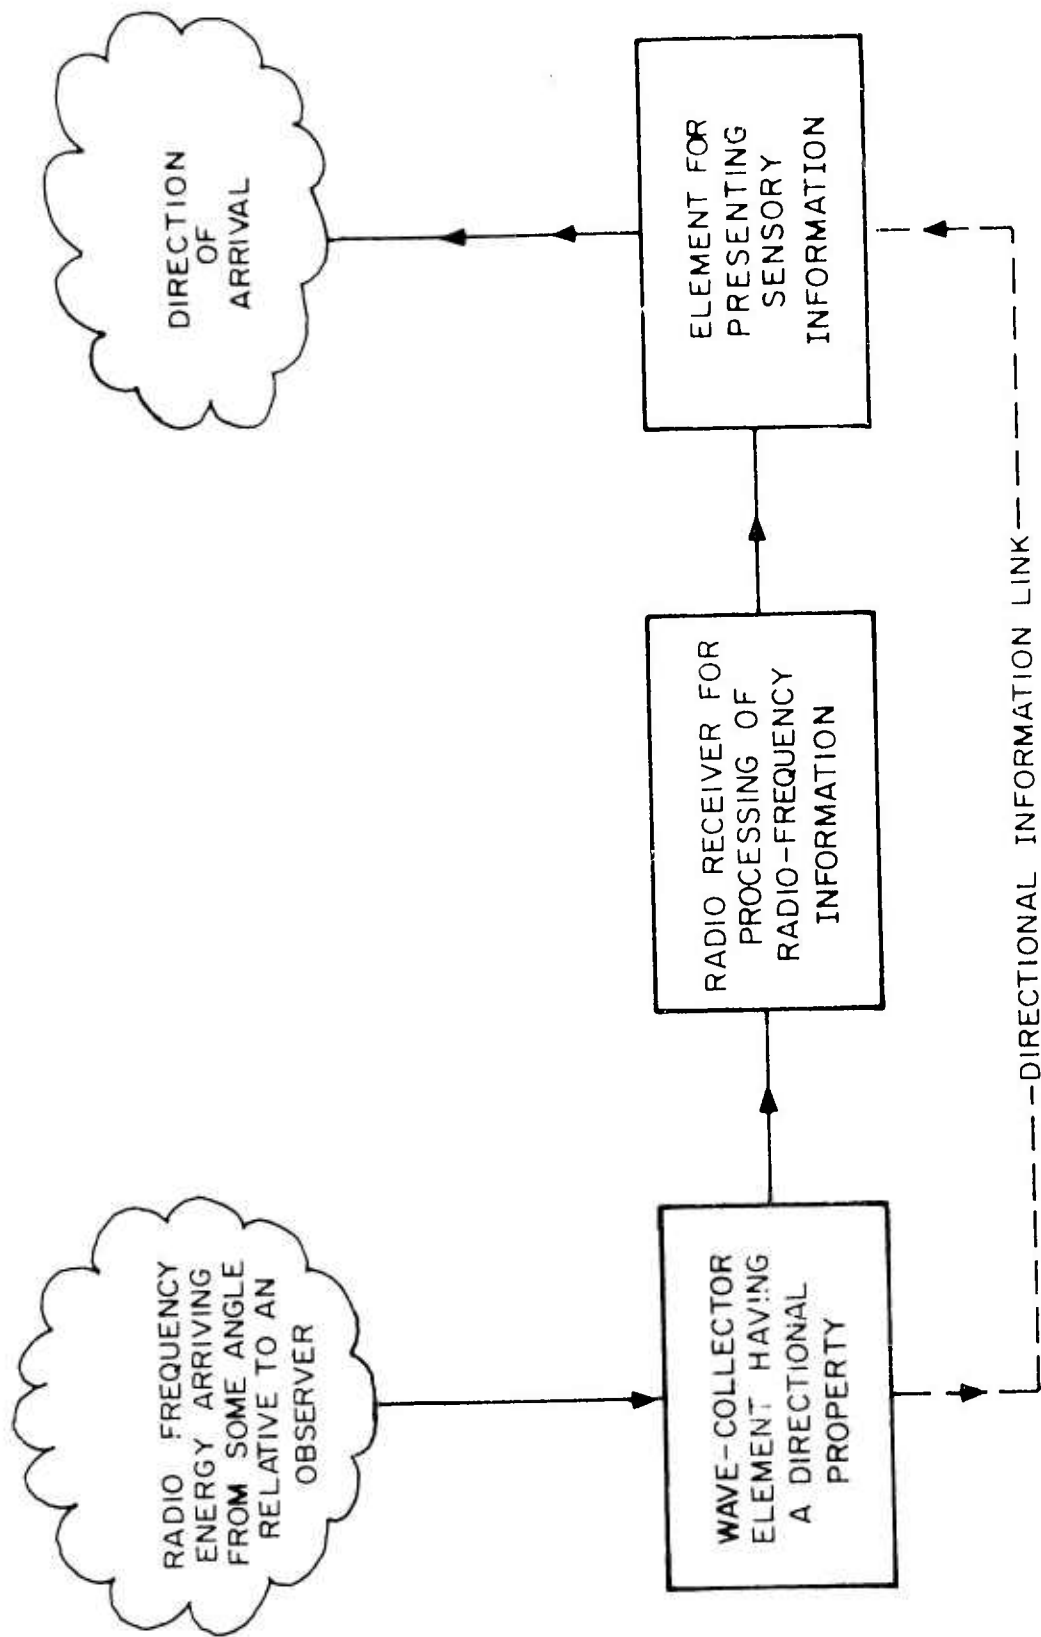 RADIO FREQUENCY
ENERGY ARRIVING
FROM SOME ANGLE
RELATIVE TO AN
OBSERVER
DIRECTION
OF
ARRIVAL
WAVE-COLLECTOR
ELEMENT HAVING
A DIRECTIONAL
PROPERTY
RADIO RECEIVER FOR
PROCESSING OF
RADIO-FREQUENCY
INFORMATION
ELEMENT FOR
PRESENTING
SENSORY
INFORMATION
DIRECTIONAL INFORMATION LINK